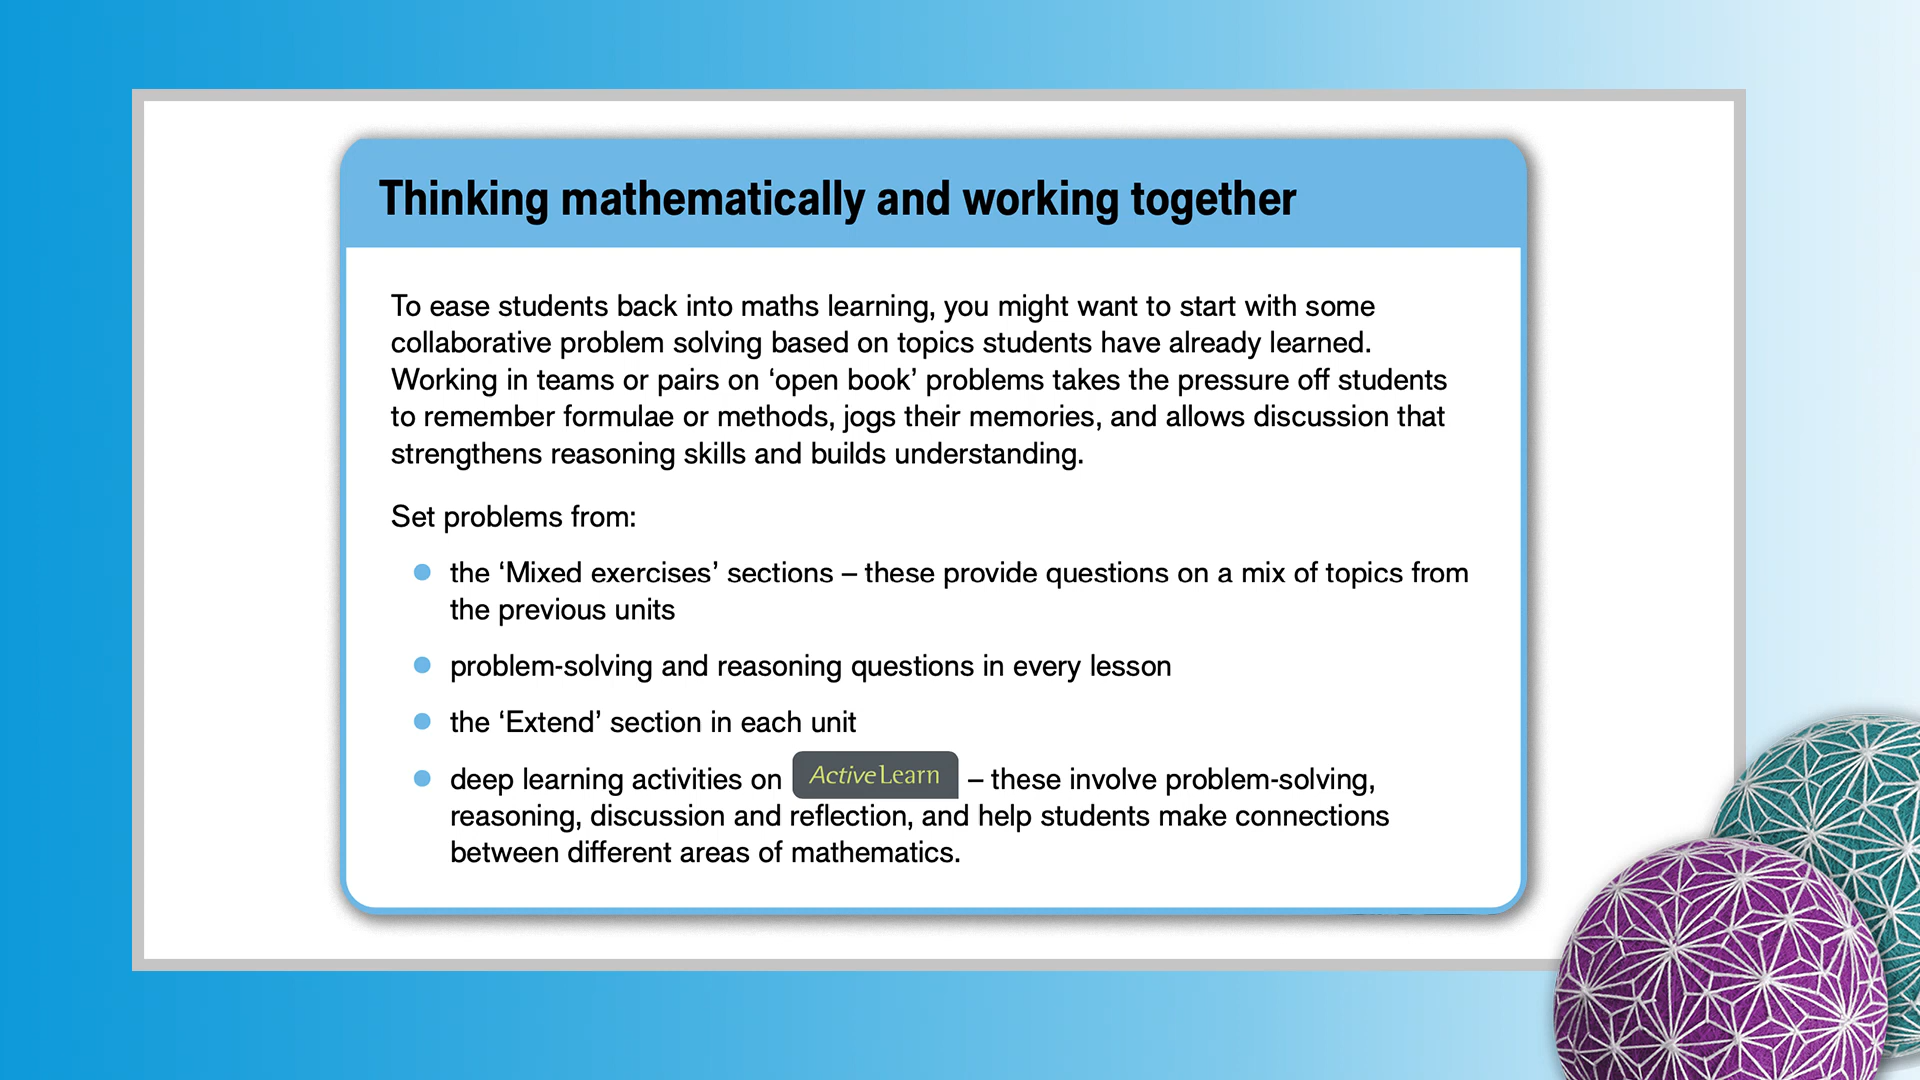 Thinking mathematically and working together
To ease students back into maths learning, you might want to start with some
collaborative problem solving based on topics students have already learned.
Working in teams or pairs on ‘open book’ problems takes the pressure off students
to remember formulae or methods, jogs their memories, and allows discussion that
strengthens reasoning skills and builds understanding.
Set problems from:
the ‘Mixed exercises’ sections – these provide questions on a mix of topics from
the previous units
problem-solving and reasoning questions in every lesson
the ‘Extend’ section in each unit
deep learning activities on ActiveLearn – these involve problem-solving,
reasoning, discussion and reflection, and help students make connections
between different areas of mathematics.